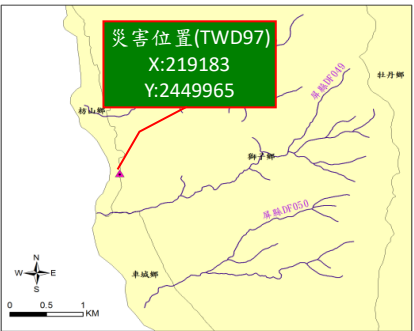 災害位置(TWD97)
X:219183
Y:2449965
屏縣DF049
牡丹鄉
枋山鄉
獅子鄉
屏縣DF050
車城鄉
N
W
E
S
0 0.5 1
KM